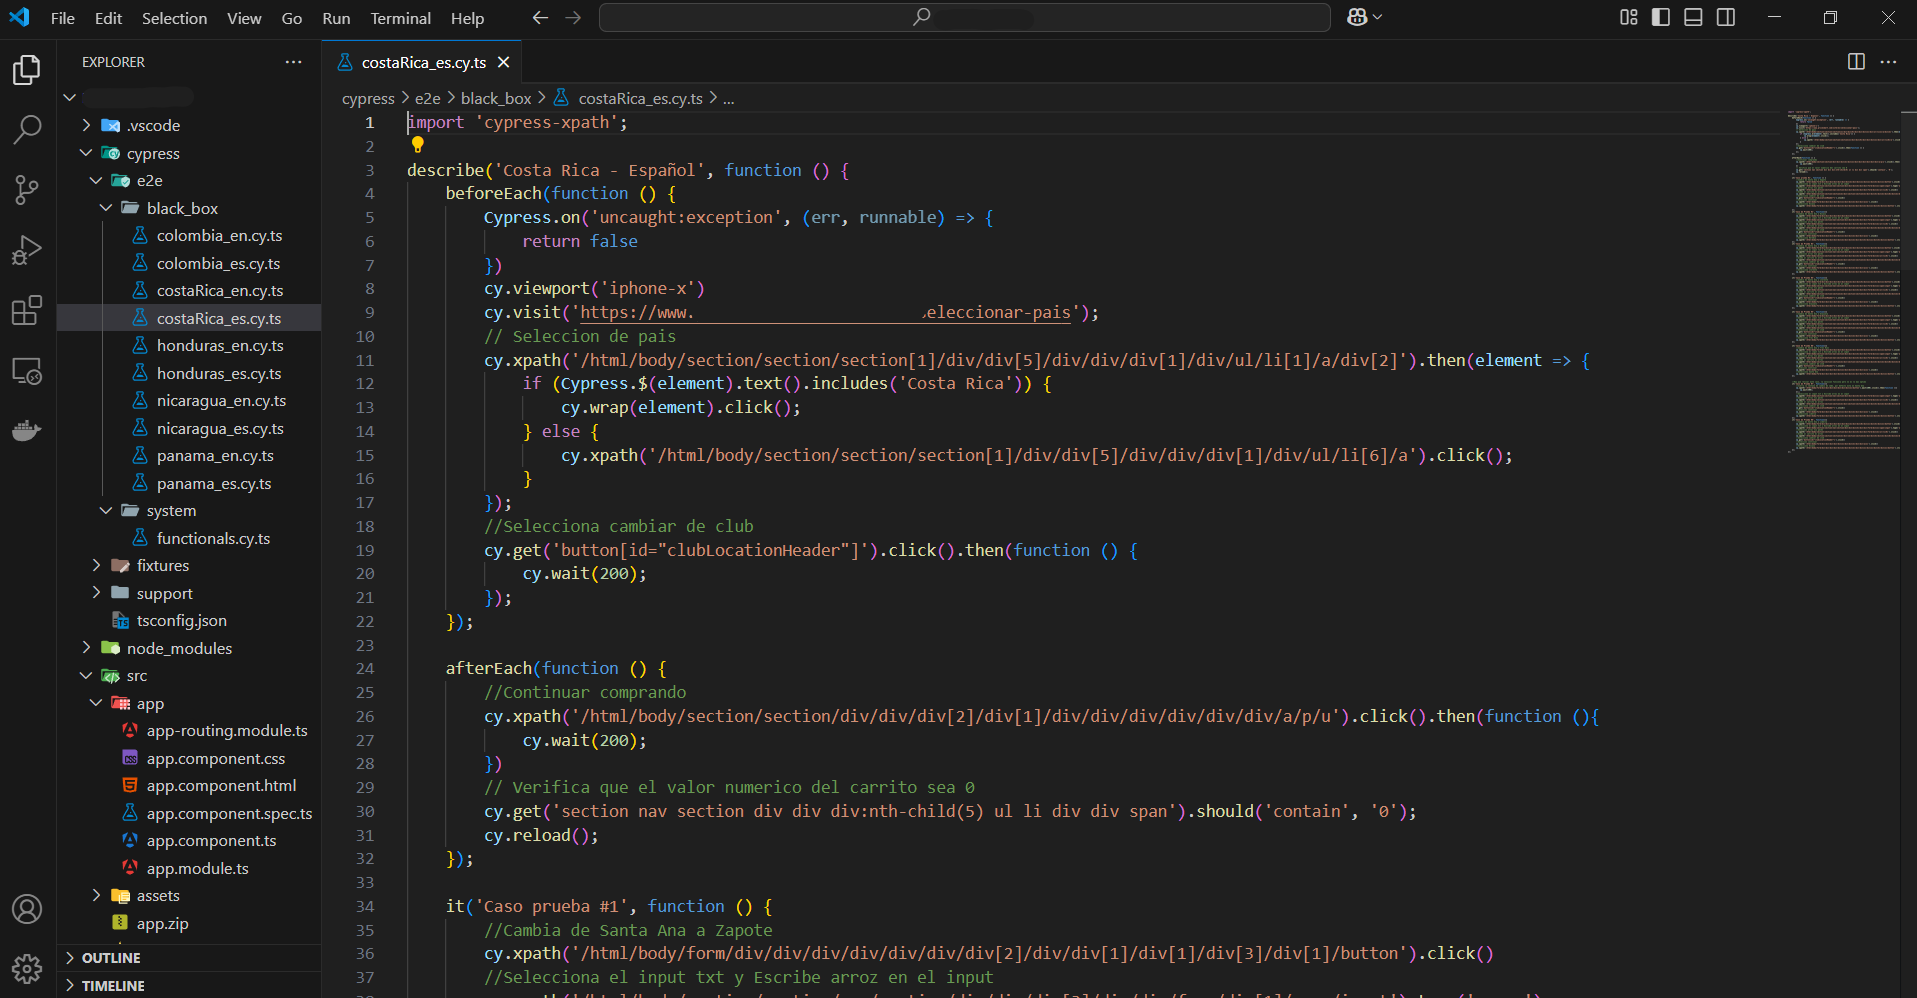 File Edit Selection View Go Run Terminal Help
EXPLORER
.vscode
cypress
e2e
black_box
colombia_en.cy.ts
colombia_es.cy.ts
costaRica_en.cy.ts
costaRica_es.cy.ts
honduras_en.cy.ts
honduras_es.cy.ts
nicaragua_en.cy.ts
nicaragua_es.cy.ts
panama_en.cy.ts
panama_es.cy.ts
system
functionals.cy.ts
fixtures
support
tsconfig.json
node_modules
src
app
app-routing.module.ts
app.component.css
app.component.html
app.component.spec.ts
app.component.ts
app.module.ts
assets
app.zip
OUTLINE
TIMELINE
costaRica_es.cy.ts
cypress > e2e > black_box > costaRica_es.cy.ts > ...
1 import 'cypress-xpath';
2
3 describe('Costa Rica - Español', function () {
4 beforeEach(function () {
5 Cypress.on('uncaught:exception', (err, runnable) => {
6 return false
7 })
8 cy.viewport('iphone-x')
9 cy.visit('https://www. eleccionar-pais');
10 // Seleccion de pais
11 cy.xpath('/html/body/section/section/section[1]/div/div[5]/div/div/div[1]/div/ul/li[1]/a/div[2]').then(element => {
12 if (Cypress.$(element).text().includes('Costa Rica')) {
13 cy.wrap(element).click();
14 } else {
15 cy.xpath('/html/body/section/section/section[1]/div/div[5]/div/div/div[1]/div/ul/li[6]/a').click();
16 }
17 });
18 //Selecciona cambiar de club
19 cy.get('button[id="clubLocationHeader"]').click().then(function () {
20 cy.wait(200);
21 });
22 });
23
24 afterEach(function () {
25 //Continuar comprando
26 cy.xpath('/html/body/section/section/div/div/div[2]/div[1]/div/div/div/div/div/div/a/p/u').click().then(function (){
27 cy.wait(200);
28 })
29 // Verifica que el valor numerico del carrito sea 0
30 cy.get('section nav section div div div:nth-child(5) ul li div div span').should('contain', '0');
31 cy.reload();
32 });
33
34 it('Caso prueba #1', function () {
35 //Cambia de Santa Ana a Zapote
36 cy.xpath('/html/body/form/div/div/div/div/div/div/div[2]/div/div[1]/div[1]/div[3]/div[1]/button').click()
37 //Selecciona el input txt y Escribe arroz en el input